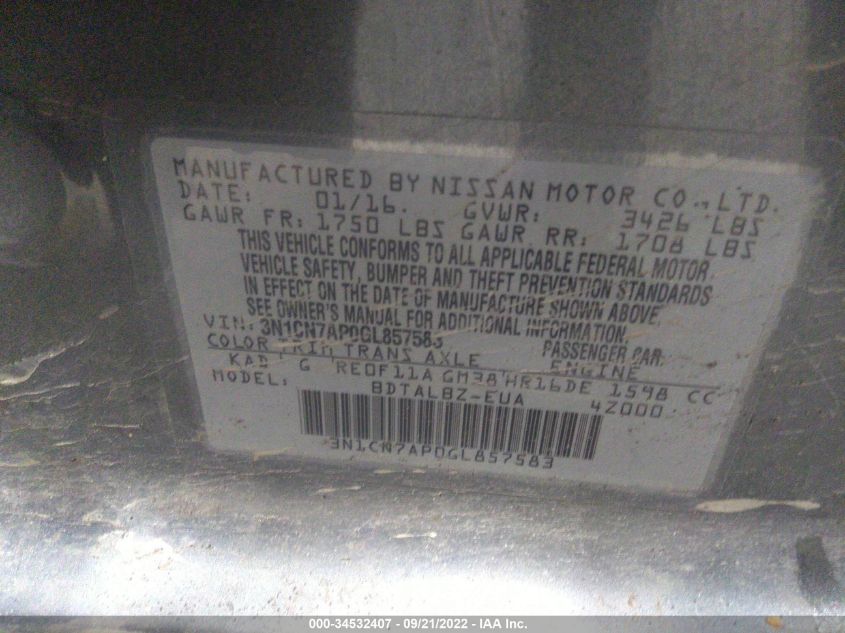 MANUFACTURED BY NISSAN MOTOR CO.,LTD.
DATE: 01/16. GVWR: 3426 LBS
GAWR FR: 1750 LBS GAWR RR: 1708 LBS
THIS VEHICLE CONFORMS TO ALL APPLICABLE FEDERAL MOTOR
VEHICLE SAFETY, BUMPER AND THEFT PREVENTION STANDARDS
IN EFFECT ON THE DATE OF MANUFACTURE SHOWN ABOVE.
SEE OWNER'S MANUAL FOR ADDITIONAL INFORMATION.
VIN: 3N1CN7AP0GL857583 PASSENGER CAR
COLOR TRIM TRANS AXLE ENGINE
KAD G RE0F11A GM38 HR16DE 1598 CC
MODEL: BDTALBZ-EUA 4Z000
3N1CN7AP0GL857583
000-34532407 - 09/21/2022 - IAA Inc.